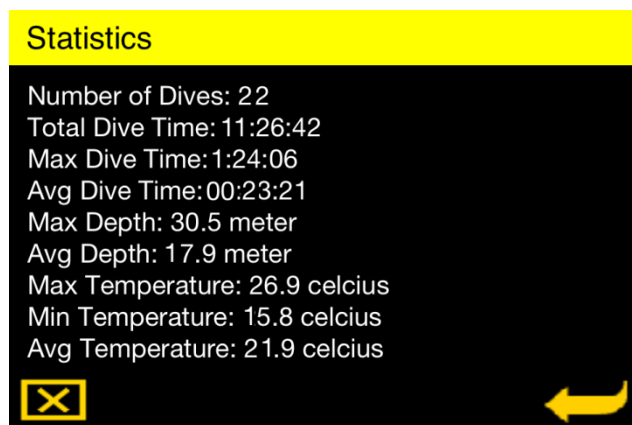 Statistics
Number of Dives: 22
Total Dive Time: 11:26:42
Max Dive Time: 1:24:06
Avg Dive Time: 00:23:21
Max Depth: 30.5 meter
Avg Depth: 17.9 meter
Max Temperature: 26.9 celcius
Min Temperature: 15.8 celcius
Avg Temperature: 21.9 celcius